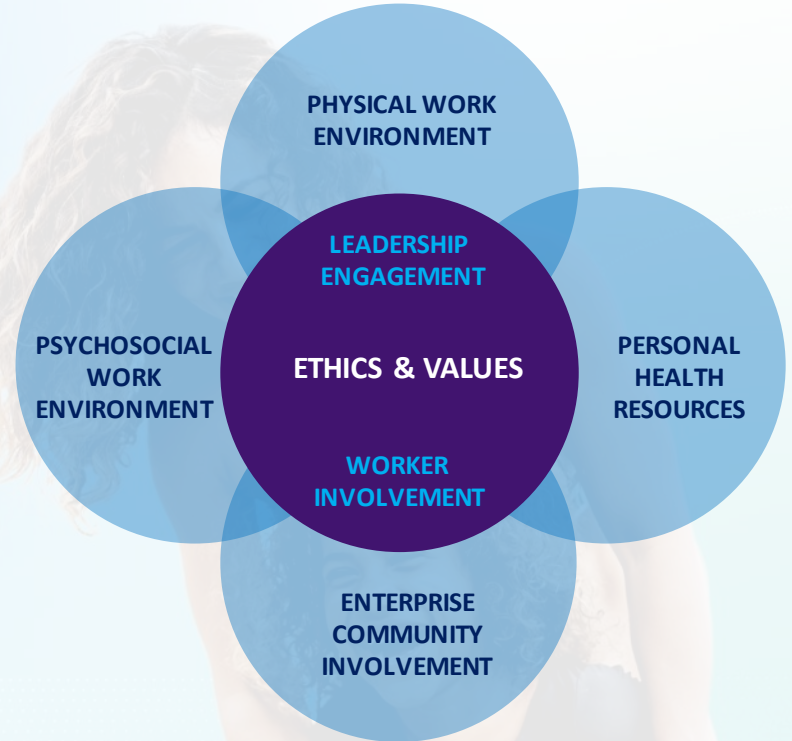 PHYSICAL WORK
ENVIRONMENT
LEADERSHIP
ENGAGEMENT
PSYCHOSOCIAL
WORK
ENVIRONMENT
ETHICS & VALUES
PERSONAL
HEALTH
RESOURCES
WORKER
INVOLVEMENT
ENTERPRISE
COMMUNITY
INVOLVEMENT